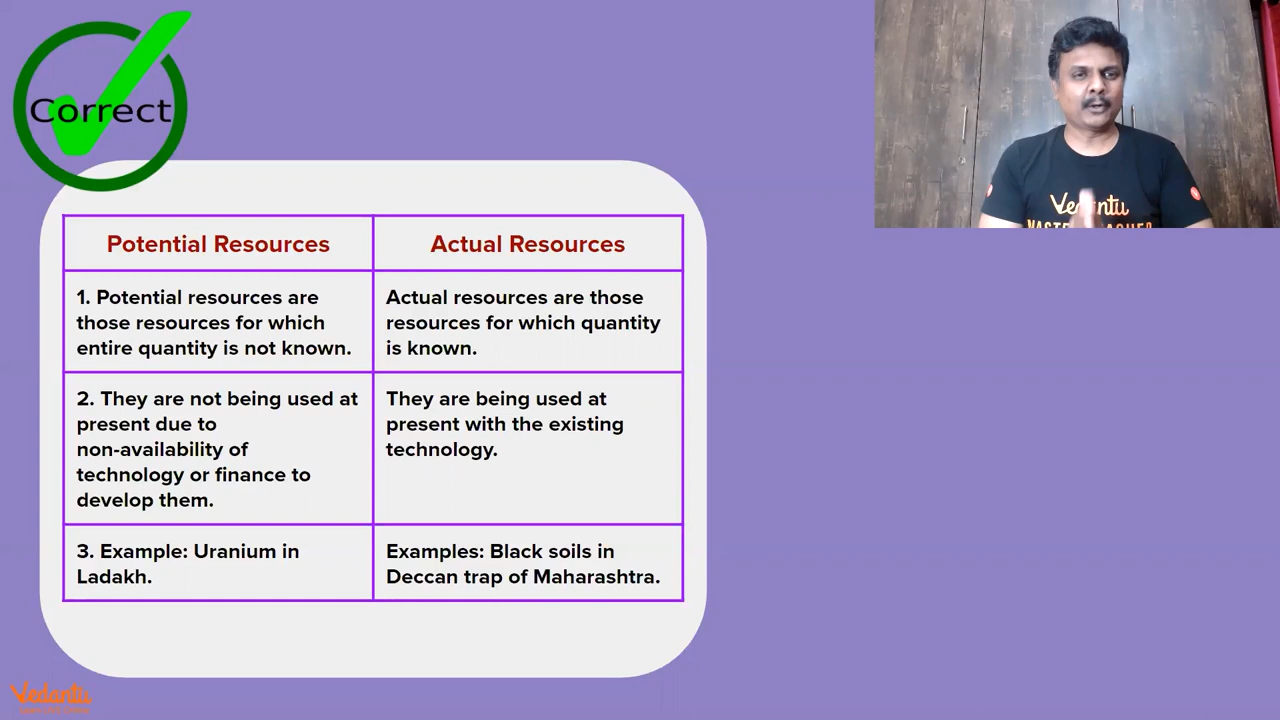 Correct
Potential Resources
Actual Resources
1. Potential resources are
those resources for which
entire quantity is not known.
Actual resources are those
resources for which quantity
is known.
2. They are not being used at
present due to
non-availability of
technology or finance to
develop them.
They are being used at
present with the existing
technology.
3. Example: Uranium in
Ladakh.
Examples: Black soils in
Deccan trap of Maharashtra.
Vedantu
Vedantu